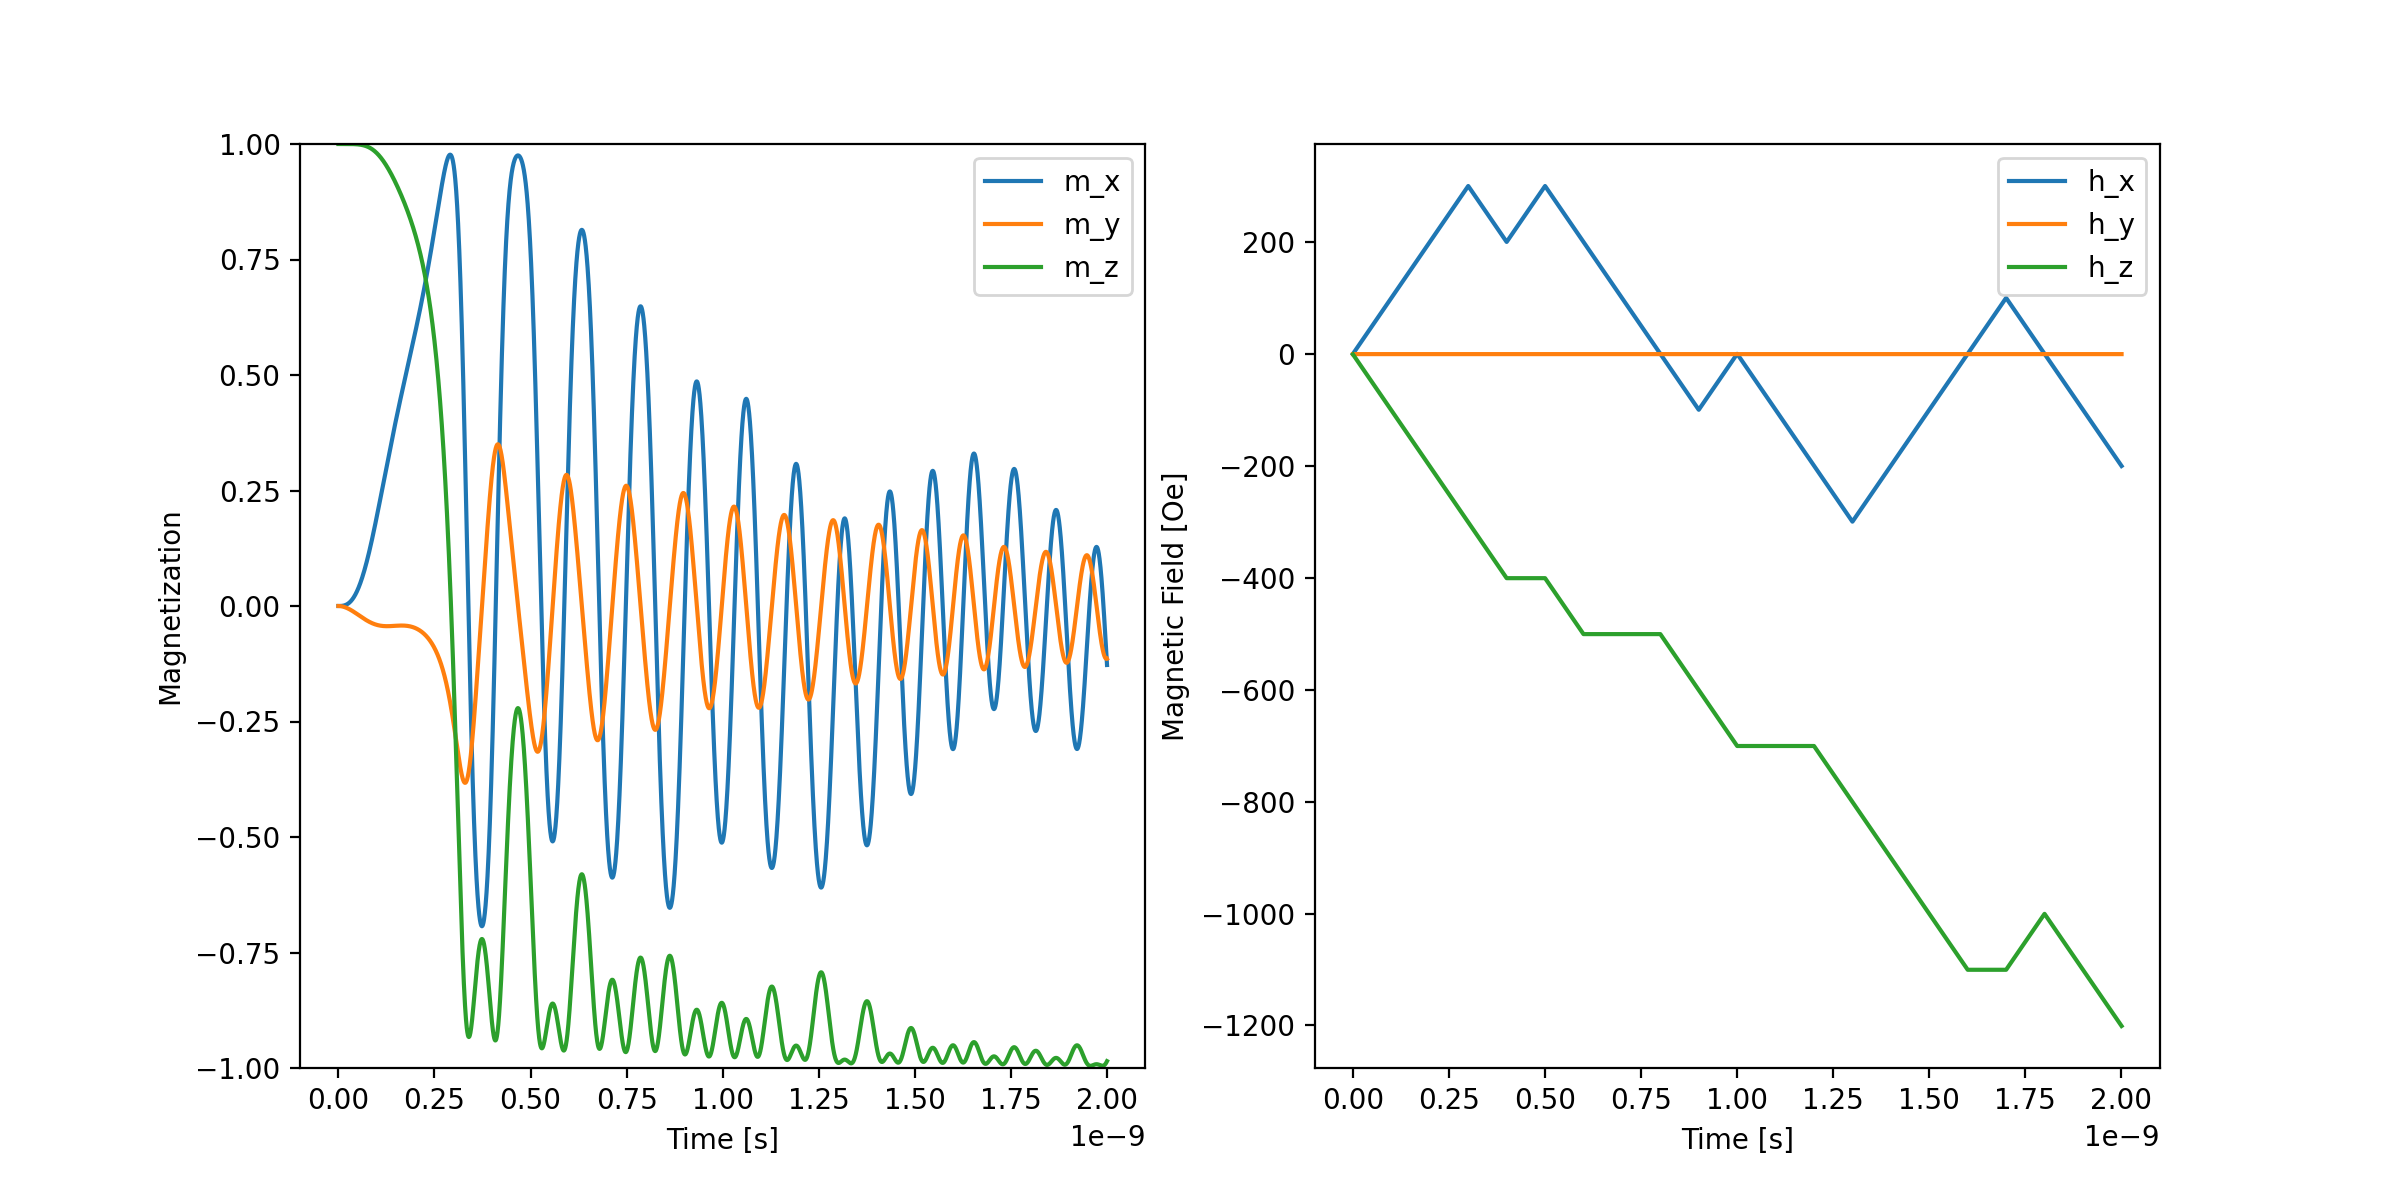 1.00
0.75
0.50
0.25
0.00
−0.25
−0.50
−0.75
−1.00
Magnetization
m_x
m_y
m_z
0.00 0.25 0.50 0.75 1.00 1.25 1.50 1.75 2.00
Time [s]
1e−9
200
0
−200
−400
−600
−800
−1000
−1200
Magnetic Field [Oe]
h_x
h_y
h_z
0.00 0.25 0.50 0.75 1.00 1.25 1.50 1.75 2.00
Time [s]
1e−9